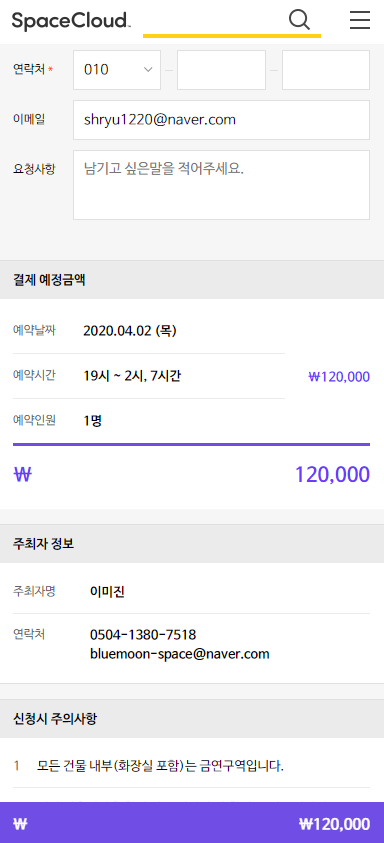 SpaceCloud
연락처 *
010
이메일
shryu1220@naver.com
요청사항
남기고 싶은말을 적어주세요.
결제 예정금액
예약날짜
2020.04.02 (목)
예약시간
19시 ~ 2시, 7시간
₩120,000
예약인원
1명
₩
120,000
주최자 정보
주최자명
이미진
연락처
0504-1380-7518
bluemoon-space@naver.com
신청시 주의사항
1 모든 건물 내부(화장실 포함)는 금연구역입니다.
₩
₩120,000